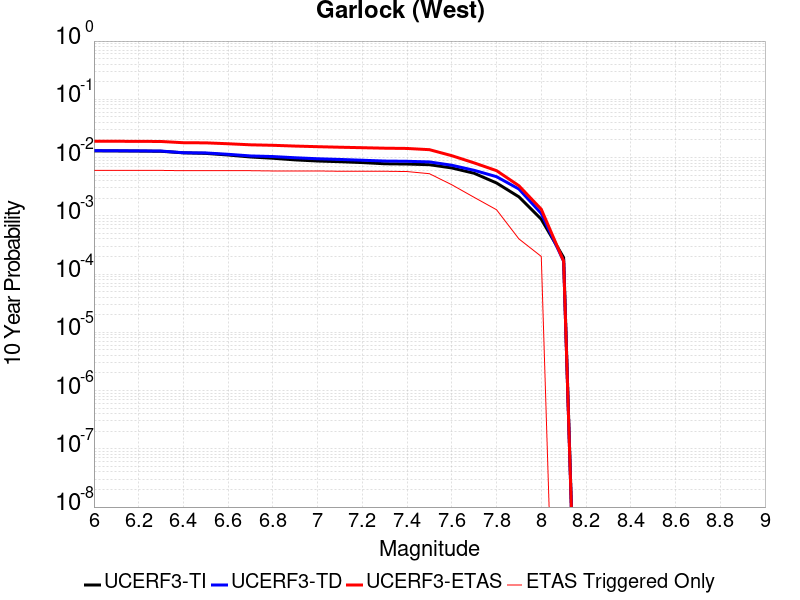 Garlock (West)
10 Year Probability
10^0
10^-1
10^-2
10^-3
10^-4
10^-5
10^-6
10^-7
10^-8
6 6.2 6.4 6.6 6.8 7 7.2 7.4 7.6 7.8 8 8.2 8.4 8.6 8.8 9
Magnitude
UCERF3-TI UCERF3-TD UCERF3-ETAS ETAS Triggered Only